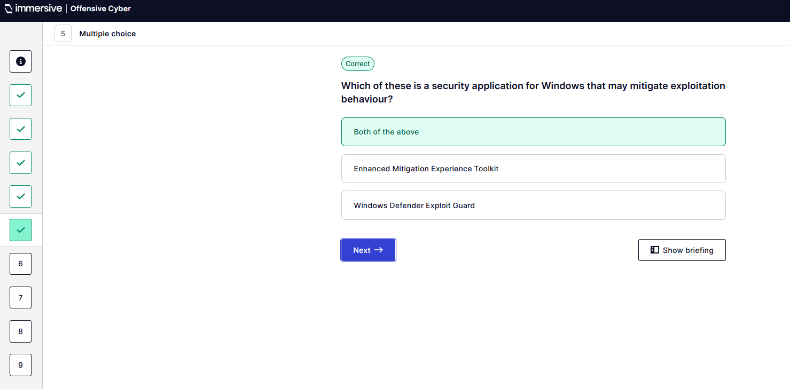 immersive | Offensive Cyber
5 Multiple choice
Correct
Which of these is a security application for Windows that may mitigate exploitation
behaviour?
Both of the above
Enhanced Mitigation Experience Toolkit
Windows Defender Exploit Guard
Next → Show briefing
6
7
8
9